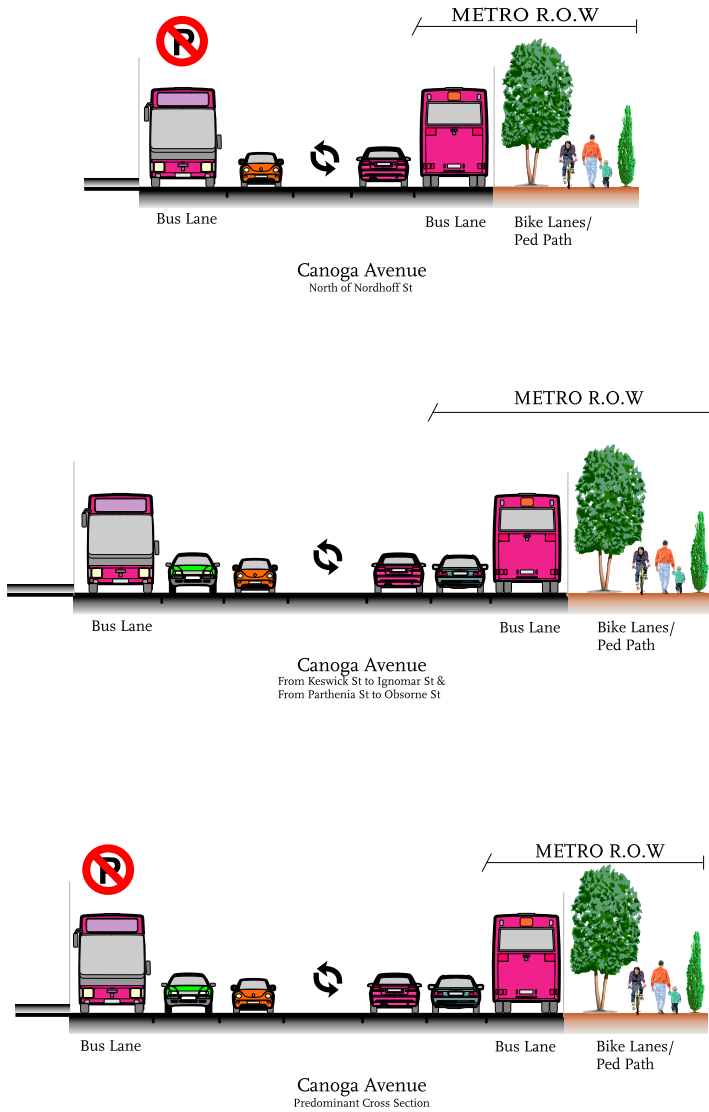 METRO R.O.W
P
Bus Lane
Bus Lane
Bike Lanes/
Ped Path
Canoga Avenue
North of Nordhoff St
METRO R.O.W
Bus Lane
Bus Lane
Bike Lanes/
Ped Path
Canoga Avenue
From Keswick St to Ignomar St &
From Parthenia St to Obsorne St
METRO R.O.W
P
Bus Lane
Bus Lane
Bike Lanes/
Ped Path
Canoga Avenue
Predominant Cross Section